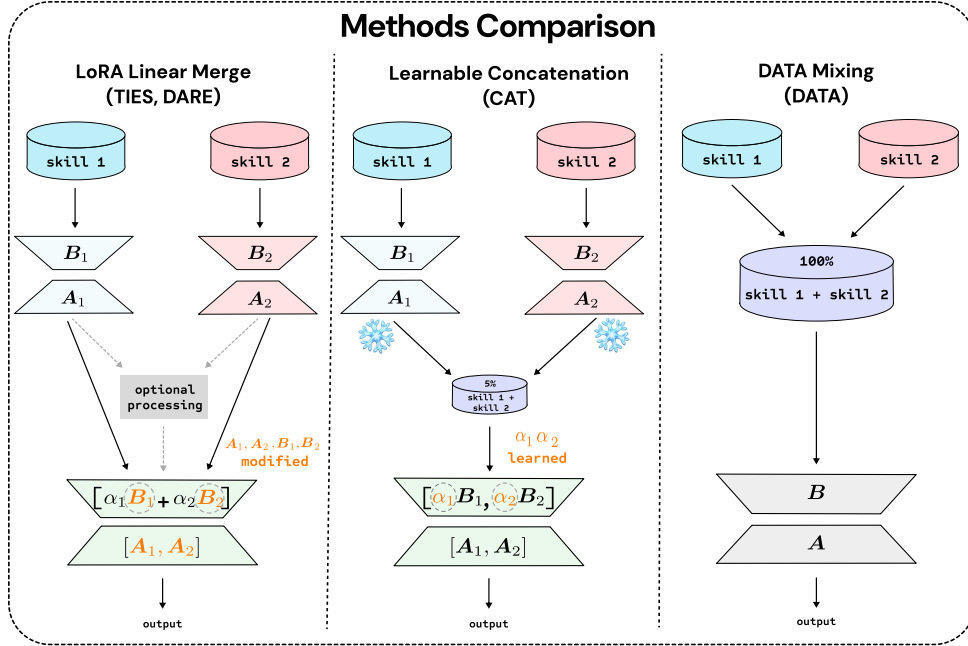 Methods Comparison
LoRA Linear Merge
(TIES, DARE)
skill 1
skill 2
B₁
B₂
A₁
A₂
optional
processing
A₁, A₂, B₁, B₂
modified
[α₁B₁+α₂B₂]
[A₁, A₂]
output
Learnable Concatenation
(CAT)
skill 1
skill 2
B₁
B₂
A₁
A₂
5%
skill 1 +
skill 2
α₁ α₂
learned
[α₁B₁, α₂B₂]
[A₁, A₂]
output
DATA Mixing
(DATA)
skill 1
skill 2
100%
skill 1 + skill 2
B
A
output